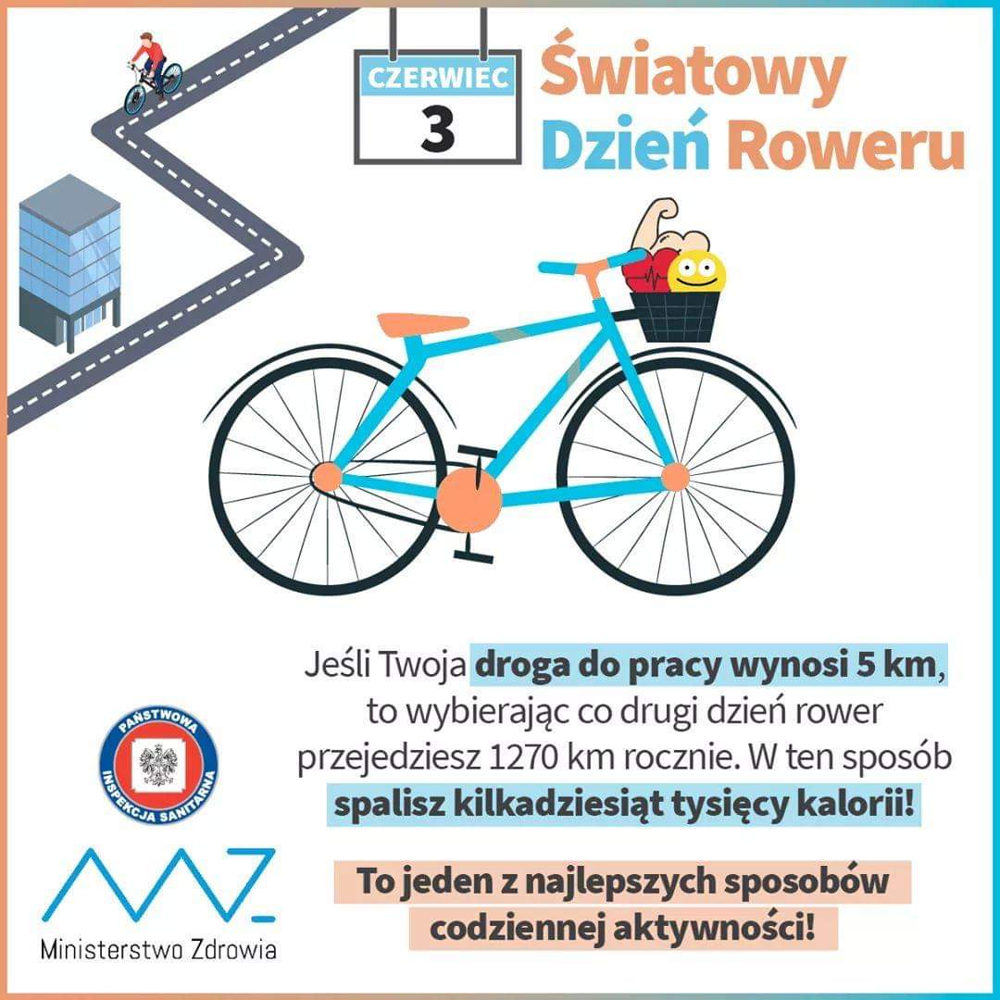 CZERWIEC
3
Światowy
Dzień Roweru
Jeśli Twoja droga do pracy wynosi 5 km,
to wybierając co drugi dzień rower
przejedziesz 1270 km rocznie. W ten sposób
spalisz kilkadziesiąt tysięcy kalorii!
To jeden z najlepszych sposobów
codziennej aktywności!
PAŃSTWOWA
INSPEKCJA SANITARNA
MZ
Ministerstwo Zdrowia